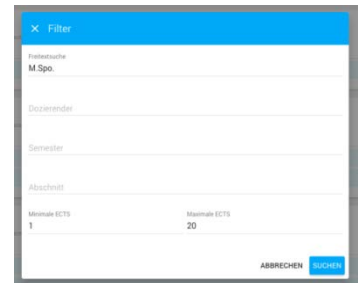 × Filter
Freitextsuche
M.Spo.
Dozierender
Semester
Abschnitt
Minimale ECTS Maximale ECTS
1 20
ABBRECHEN SUCHEN